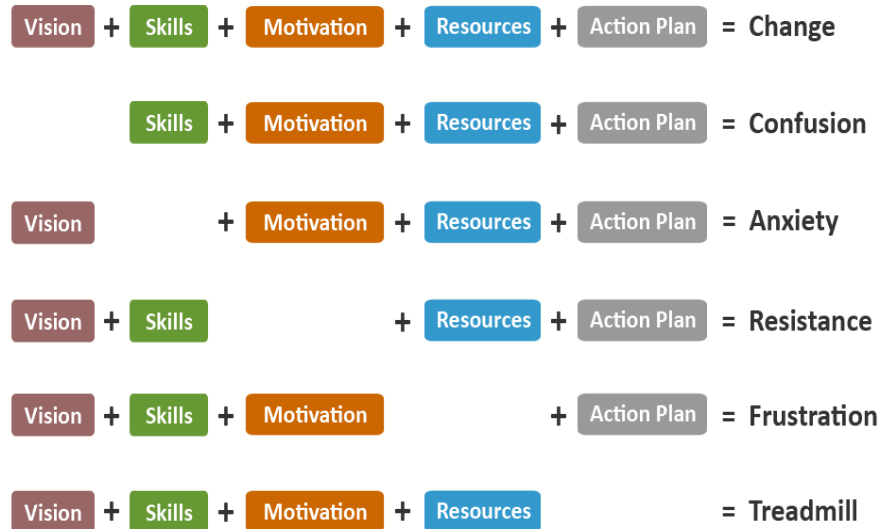 Vision + Skills + Motivation + Resources + Action Plan = Change
Skills + Motivation + Resources + Action Plan = Confusion
Vision + Motivation + Resources + Action Plan = Anxiety
Vision + Skills + Resources + Action Plan = Resistance
Vision + Skills + Motivation + Action Plan = Frustration
Vision + Skills + Motivation + Resources = Treadmill